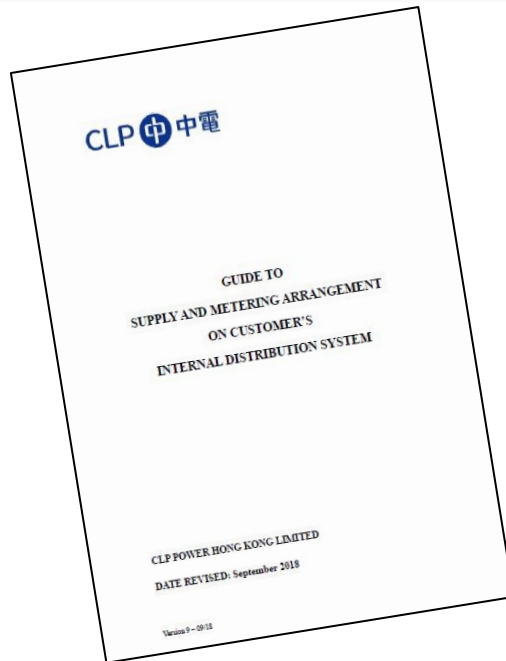 CLP 中電
GUIDE TO
SUPPLY AND METERING ARRANGEMENT
ON CUSTOMER'S
INTERNAL DISTRIBUTION SYSTEM
CLP POWER HONG KONG LIMITED
DATE REVISED: September 2018
Version 9 – 09/18